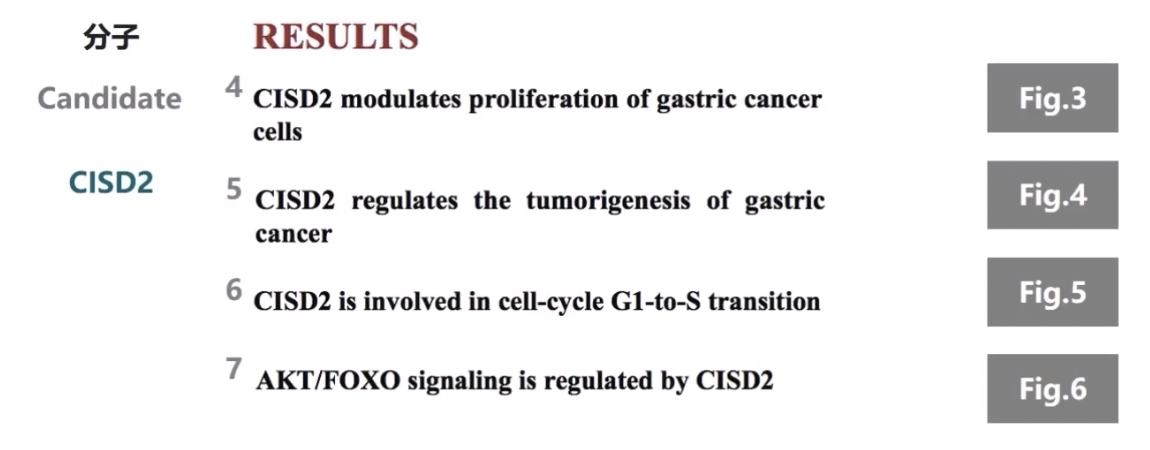 分子
RESULTS
Candidate
4 CISD2 modulates proliferation of gastric cancer
cells
Fig.3
CISD2
5 CISD2 regulates the tumorigenesis of gastric
cancer
Fig.4
6 CISD2 is involved in cell-cycle G1-to-S transition
Fig.5
7 AKT/FOXO signaling is regulated by CISD2
Fig.6